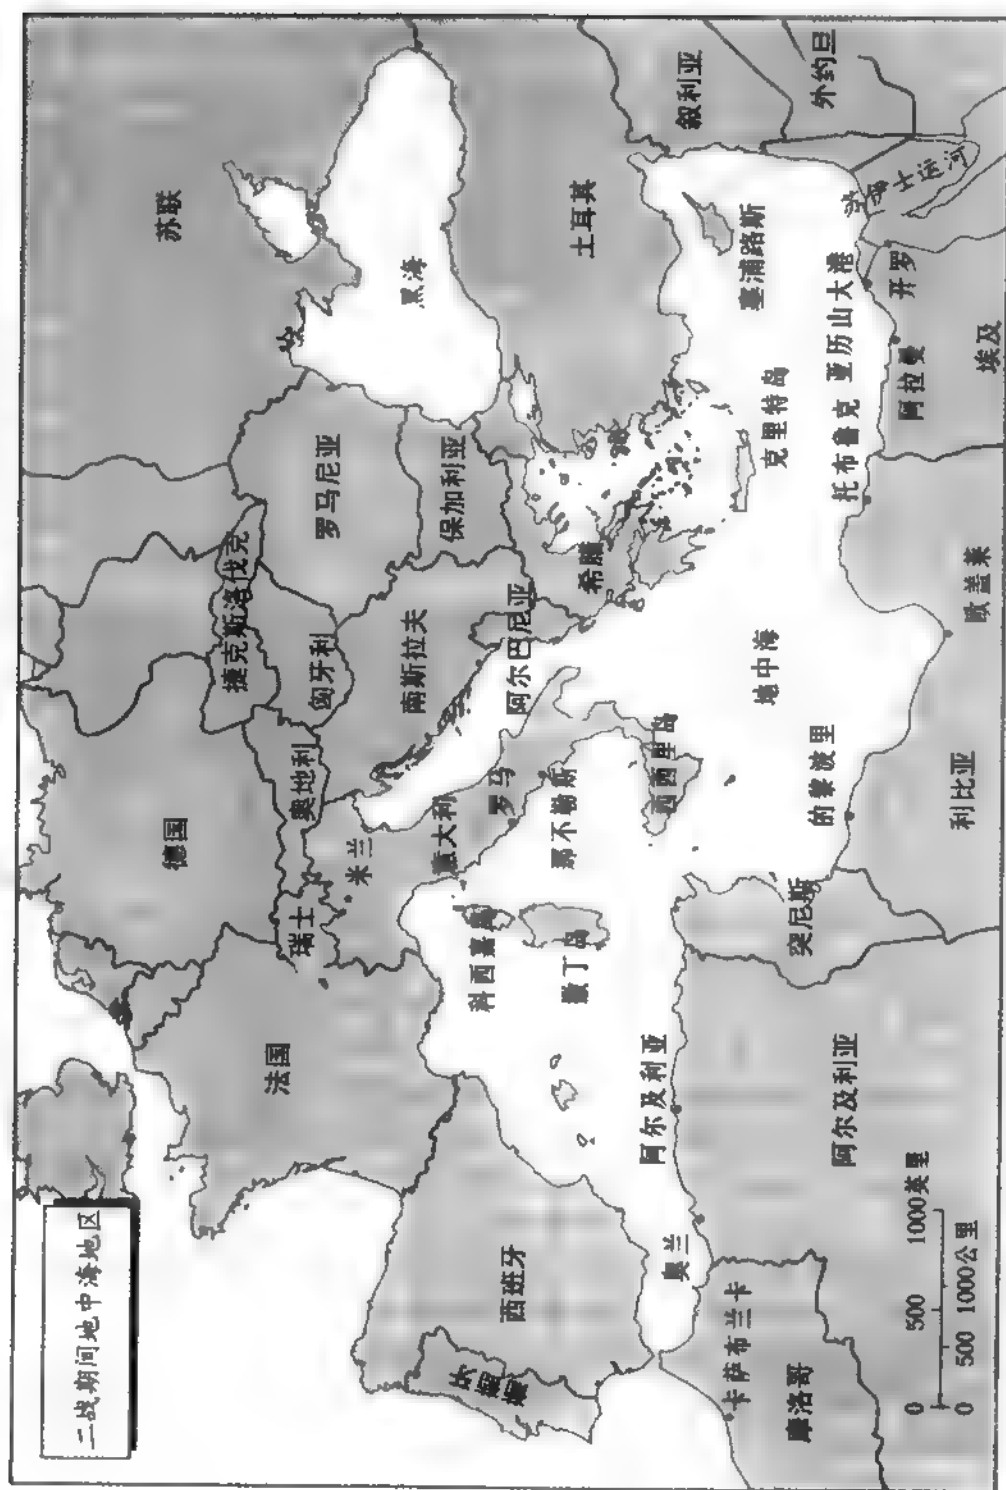 二战期间地中海地区
苏联
德国
法国
捷克斯洛伐克
罗马尼亚
黑海
匈牙利
奥地利
瑞士
米兰
南斯拉夫
保加利亚
土耳其
意大利
罗马
阿尔巴尼亚
希腊
科西嘉岛
撒丁岛
那不勒斯
西西里岛
西班牙
地中海
克里特岛
塞浦路斯
叙利亚
外约旦
苏伊士运河
阿尔及利亚
奥兰
卡萨布兰卡
摩洛哥
阿尔及利亚
突尼斯
的黎波里
利比亚
欧盖莱
托布鲁克
亚历山大港
阿拉曼
开罗
埃及
0 500 1000英里
0 500 1000公里